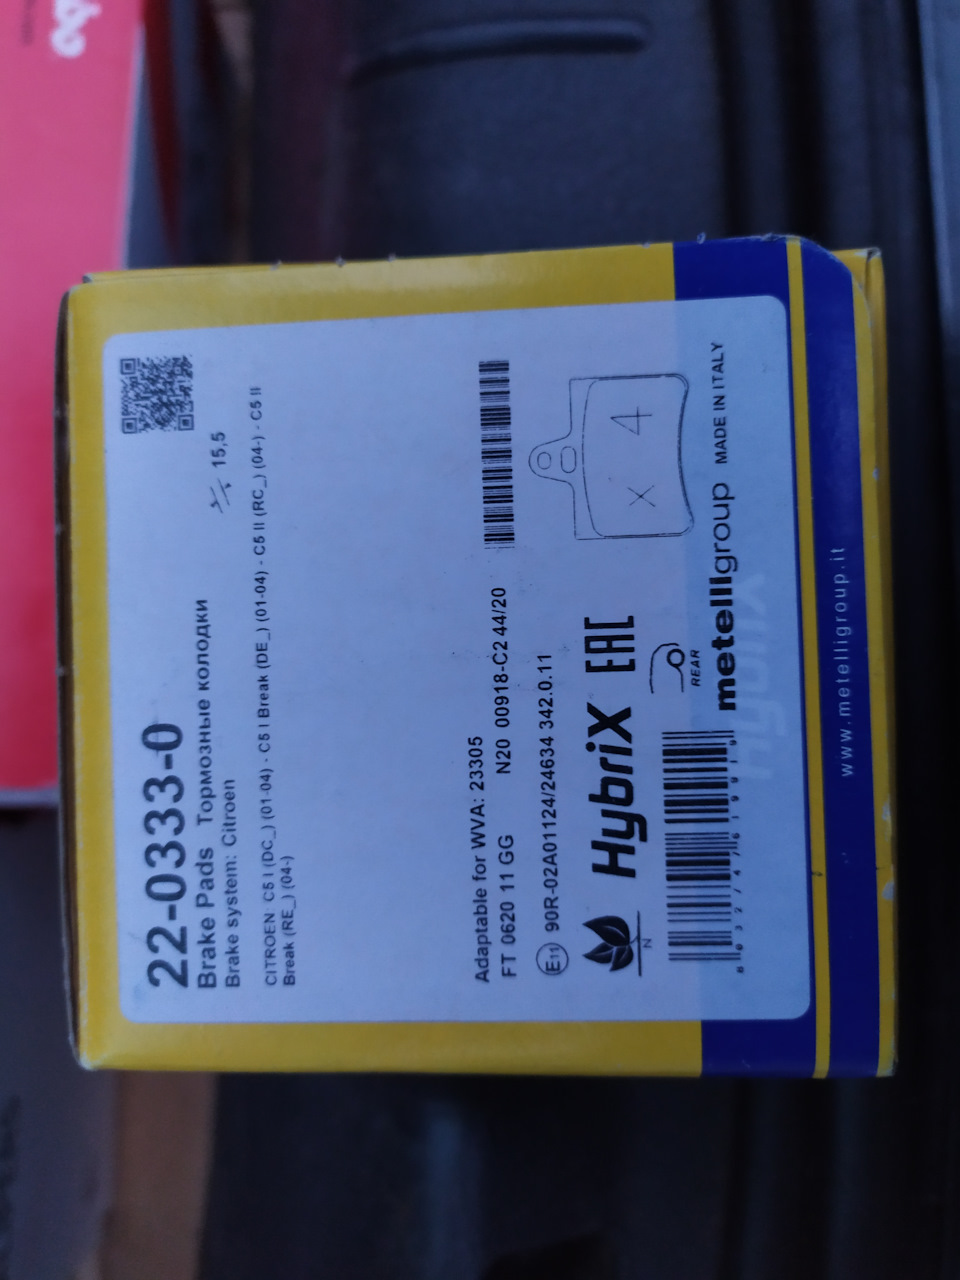 22-0333-0
Brake Pads Тормозные колодки
Brake system: Citroen
15,5
CITROEN C5 I (DC_) (01-04) - C5 I Break (DE_) (01-04) - C5 II (RC_) (04-) - C5 II
Break (RE_) (04-)
Adaptable for WVA: 23305
FT 0620 11 GG N20 00918-C2 44/20
E11 90R-02A01124/24634 342.0.11
HybriX EAC
N
REAR
x 4
metelligroup MADE IN ITALY
HybriX
www.metelligroup.it